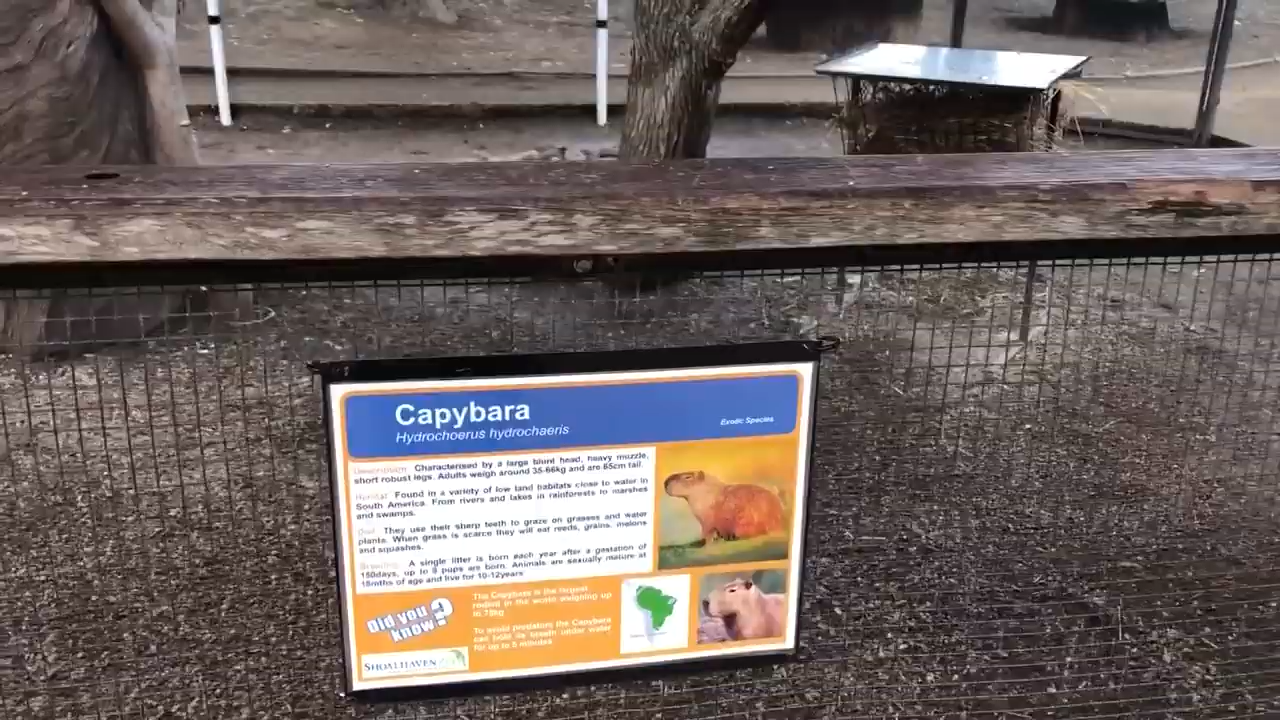 Capybara
Hydrochoerus hydrochaeris
Exotic Species
Description: Characterised by a large blunt head, heavy muzzle,
short robust legs. Adults weigh around 35-66kg and are 85cm tail.
Habitat: Found in a variety of low land habitats close to water in
South America. From rivers and lakes in rainforests to marshes
and swamps.
Diet: They use their sharp teeth to graze on grasses and water
plants. When grass is scarce they will eat reeds, grains, melons
and squashes.
Breeding: A single litter is born each year after a gestation of
150days, up to 8 pups are born. Animals are sexually mature at
18mths of age and live for 10-12years
Did you
know?
The Capybara is the largest
rodent in the world weighing up
to 75kg
To avoid predators the Capybara
can hold its breath under water
for up to 5 minutes
SHOALHAVEN ZOO